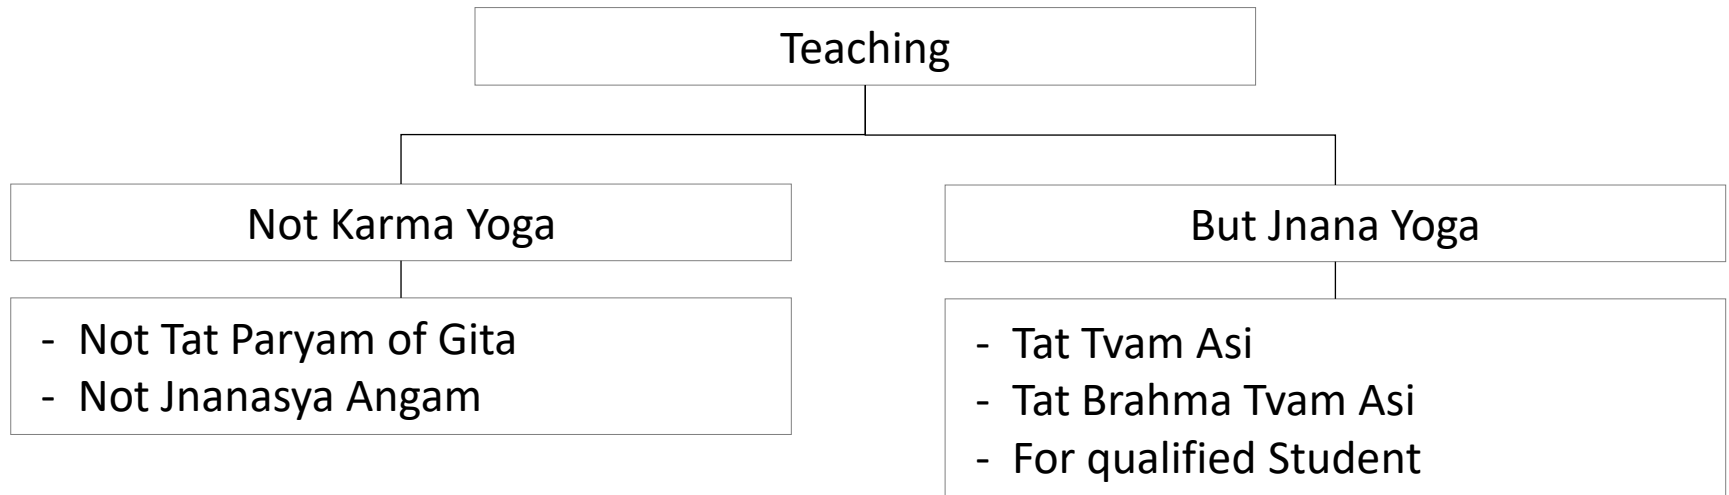 Teaching
Not Karma Yoga
- Not Tat Paryam of Gita
- Not Jnanasya Angam
But Jnana Yoga
- Tat Tvam Asi
- Tat Brahma Tvam Asi
- For qualified Student